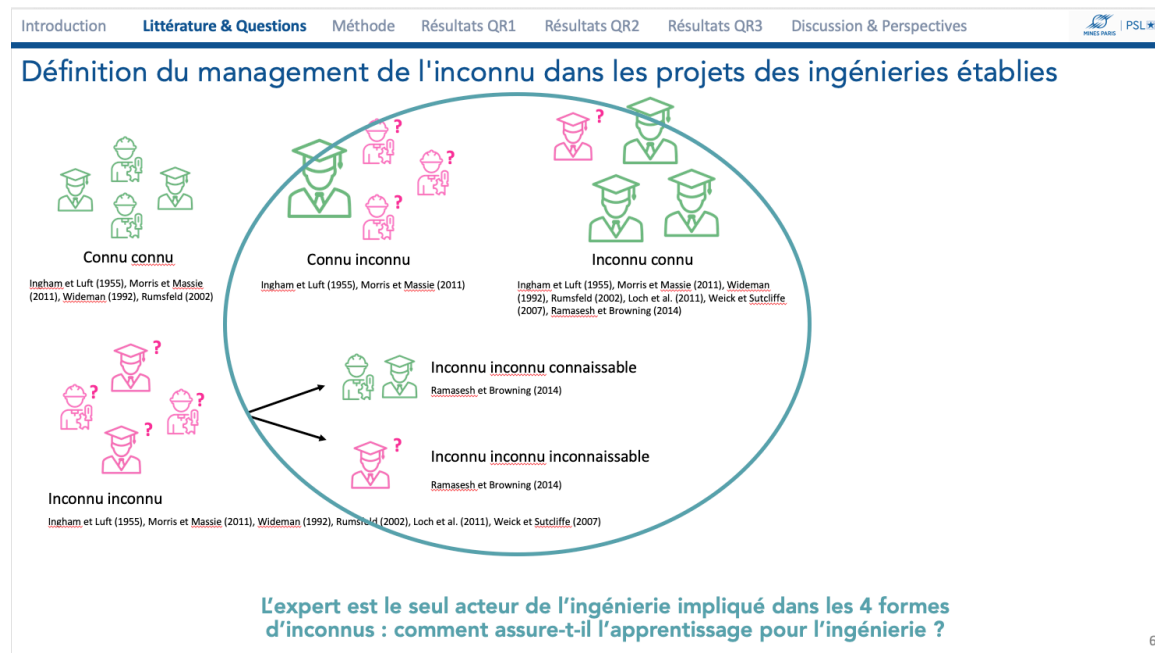 Introduction Littérature & Questions Méthode Résultats QR1 Résultats QR2 Résultats QR3 Discussion & Perspectives
MINES PARIS | PSL
Définition du management de l'inconnu dans les projets des ingénieries établies
? ? ? ?
Connu connu
Ingham et Luft (1955), Morris et Massie
(2011), Wideman (1992), Rumsfeld (2002)
Connu inconnu
Ingham et Luft (1955), Morris et Massie (2011)
Inconnu connu
Ingham et Luft (1955), Morris et Massie (2011), Wideman
(1992), Rumsfeld (2002), Loch et al. (2011), Weick et Sutcliffe
(2007), Ramasesh et Browning (2014)
? ? ? ?
Inconnu inconnu
Ingham et Luft (1955), Morris et Massie (2011), Wideman (1992), Rumsfeld (2002), Loch et al. (2011), Weick et Sutcliffe (2007)
Inconnu inconnu connaissable
Ramasesh et Browning (2014)
?
Inconnu inconnu inconnaissable
Ramasesh et Browning (2014)
L'expert est le seul acteur de l'ingénierie impliqué dans les 4 formes
d'inconnus : comment assure-t-il l'apprentissage pour l'ingénierie ?
6